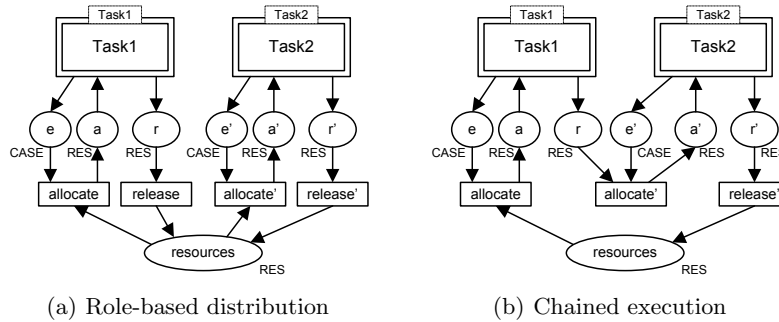 Task1 Task2 Task1 Task2
Task1 Task2 Task1 Task2
e a r e' a' r' e a r e' a' r'
CASE RES RES CASE RES RES CASE RES RES CASE RES RES
allocate release allocate' release' allocate allocate' release'
resources resources
RES RES
(a) Role-based distribution (b) Chained execution